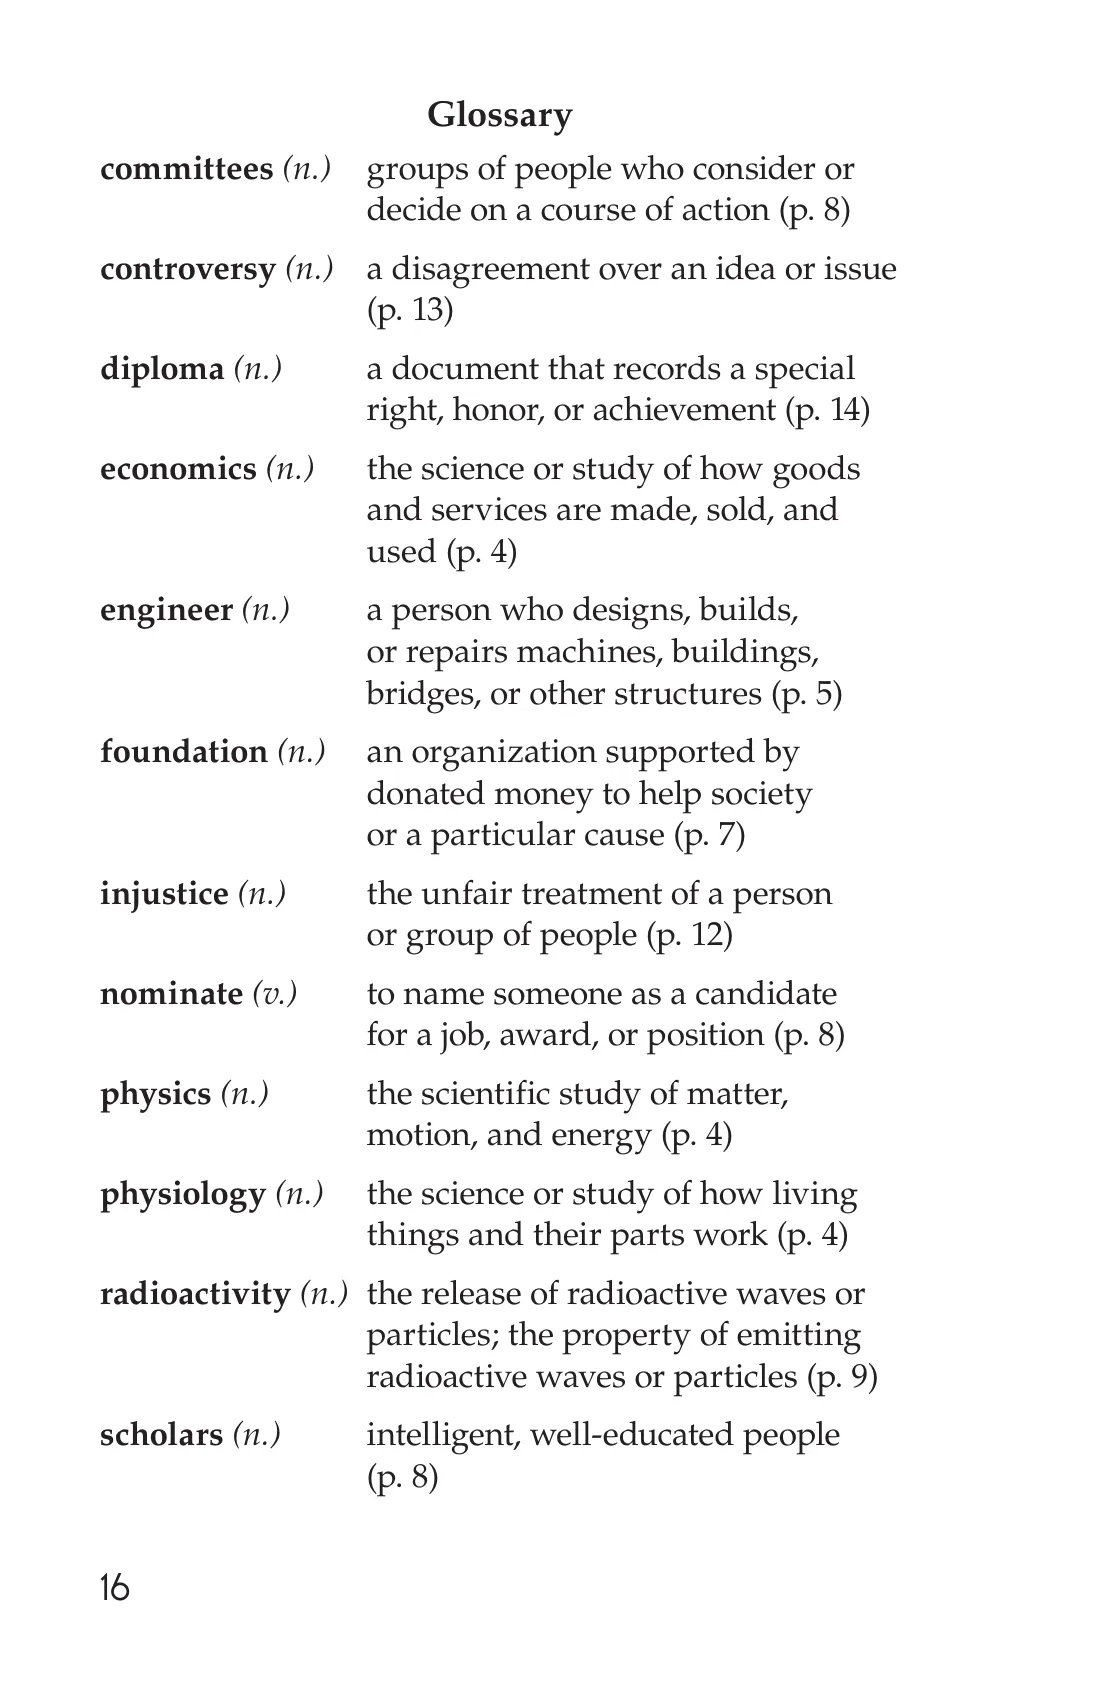 Glossary
committees (n.) groups of people who consider or
decide on a course of action (p. 8)
controversy (n.) a disagreement over an idea or issue
(p. 13)
diploma (n.) a document that records a special
right, honor, or achievement (p. 14)
economics (n.) the science or study of how goods
and services are made, sold, and
used (p. 4)
engineer (n.) a person who designs, builds,
or repairs machines, buildings,
bridges, or other structures (p. 5)
foundation (n.) an organization supported by
donated money to help society
or a particular cause (p. 7)
injustice (n.) the unfair treatment of a person
or group of people (p. 12)
nominate (v.) to name someone as a candidate
for a job, award, or position (p. 8)
physics (n.) the scientific study of matter,
motion, and energy (p. 4)
physiology (n.) the science or study of how living
things and their parts work (p. 4)
radioactivity (n.) the release of radioactive waves or
particles; the property of emitting
radioactive waves or particles (p. 9)
scholars (n.) intelligent, well-educated people
(p. 8)
16